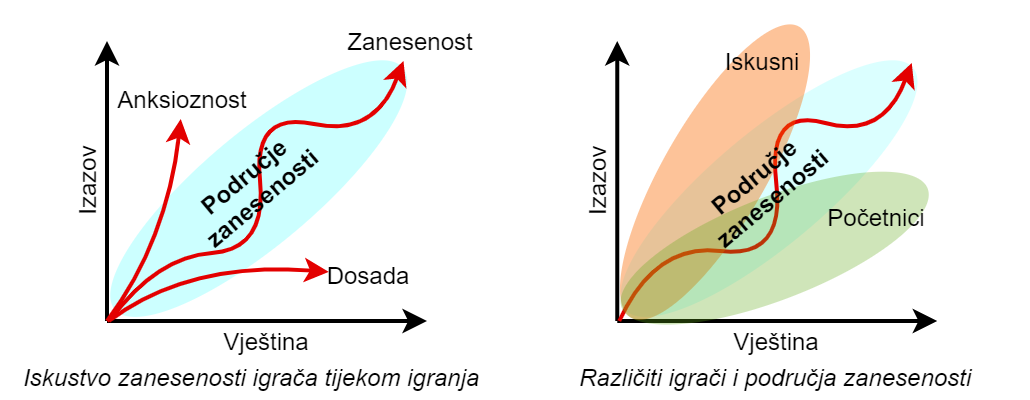 Zanesenost
Anksioznost
Izazov
Područje
zanesenosti
Dosada
Vještina
Iskustvo zanesenosti igrača tijekom igranja
Iskusni
Izazov
Područje
zanesenosti
Početnici
Vještina
Različiti igrači i područja zanesenosti